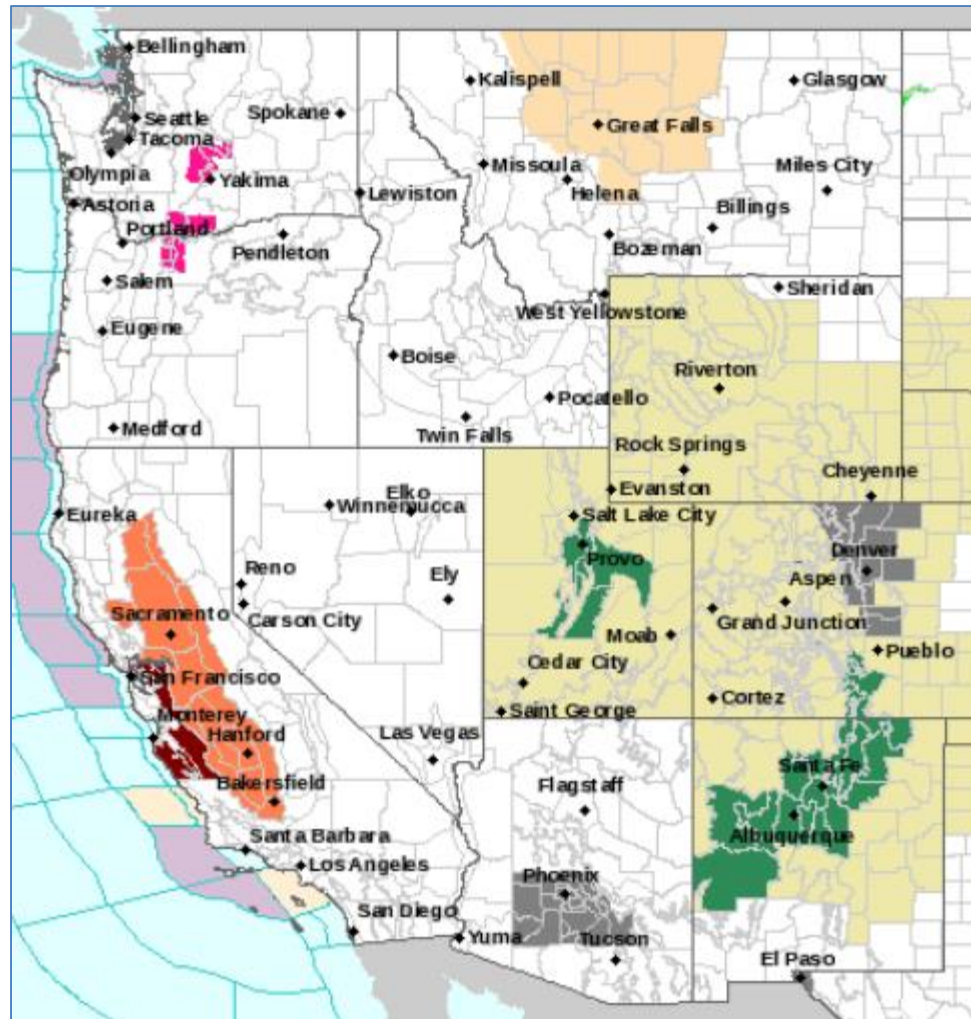 Bellingham
Kalispell
Glasgow
Spokane
Seattle
Great Falls
Tacoma
Missoula
Miles City
Olympia
Yakima
Helena
Lewiston
Astoria
Billings
Portland
Pendleton
Bozeman
Salem
Sheridan
West Yellowstone
Eugene
Boise
Riverton
Pocatello
Medford
Twin Falls
Rock Springs
Cheyenne
Evanston
Elko
Winnemucca
Eureka
Salt Lake City
Provo
Denver
Reno
Ely
Aspen
Sacramento
Carson City
Grand Junction
Moab
Pueblo
San Francisco
Cedar City
Cortez
Monterey
Saint George
Hanford
Las Vegas
Santa Fe
Bakersfield
Flagstaff
Albuquerque
Santa Barbara
Los Angeles
Phoenix
San Diego
Yuma
Tucson
El Paso